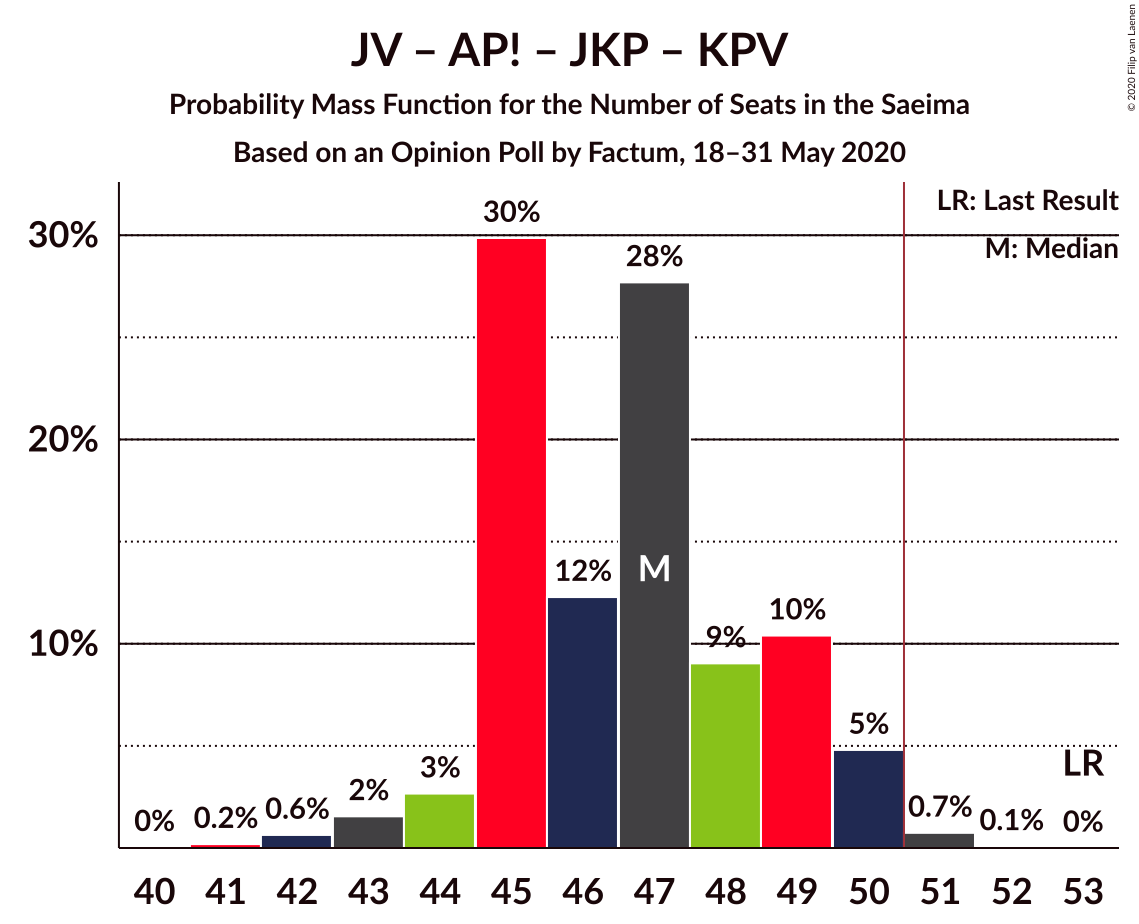 JV – AP! – JKP – KPV
Probability Mass Function for the Number of Seats in the Saeima
Based on an Opinion Poll by Factum, 18–31 May 2020
© 2020 Filip van Laenen
LR: Last Result
M: Median
30%
20%
10%
0%
0.2%
0.6%
2%
3%
30%
12%
28%
M
9%
10%
5%
0.7%
0.1%
LR
0%
40 41 42 43 44 45 46 47 48 49 50 51 52 53